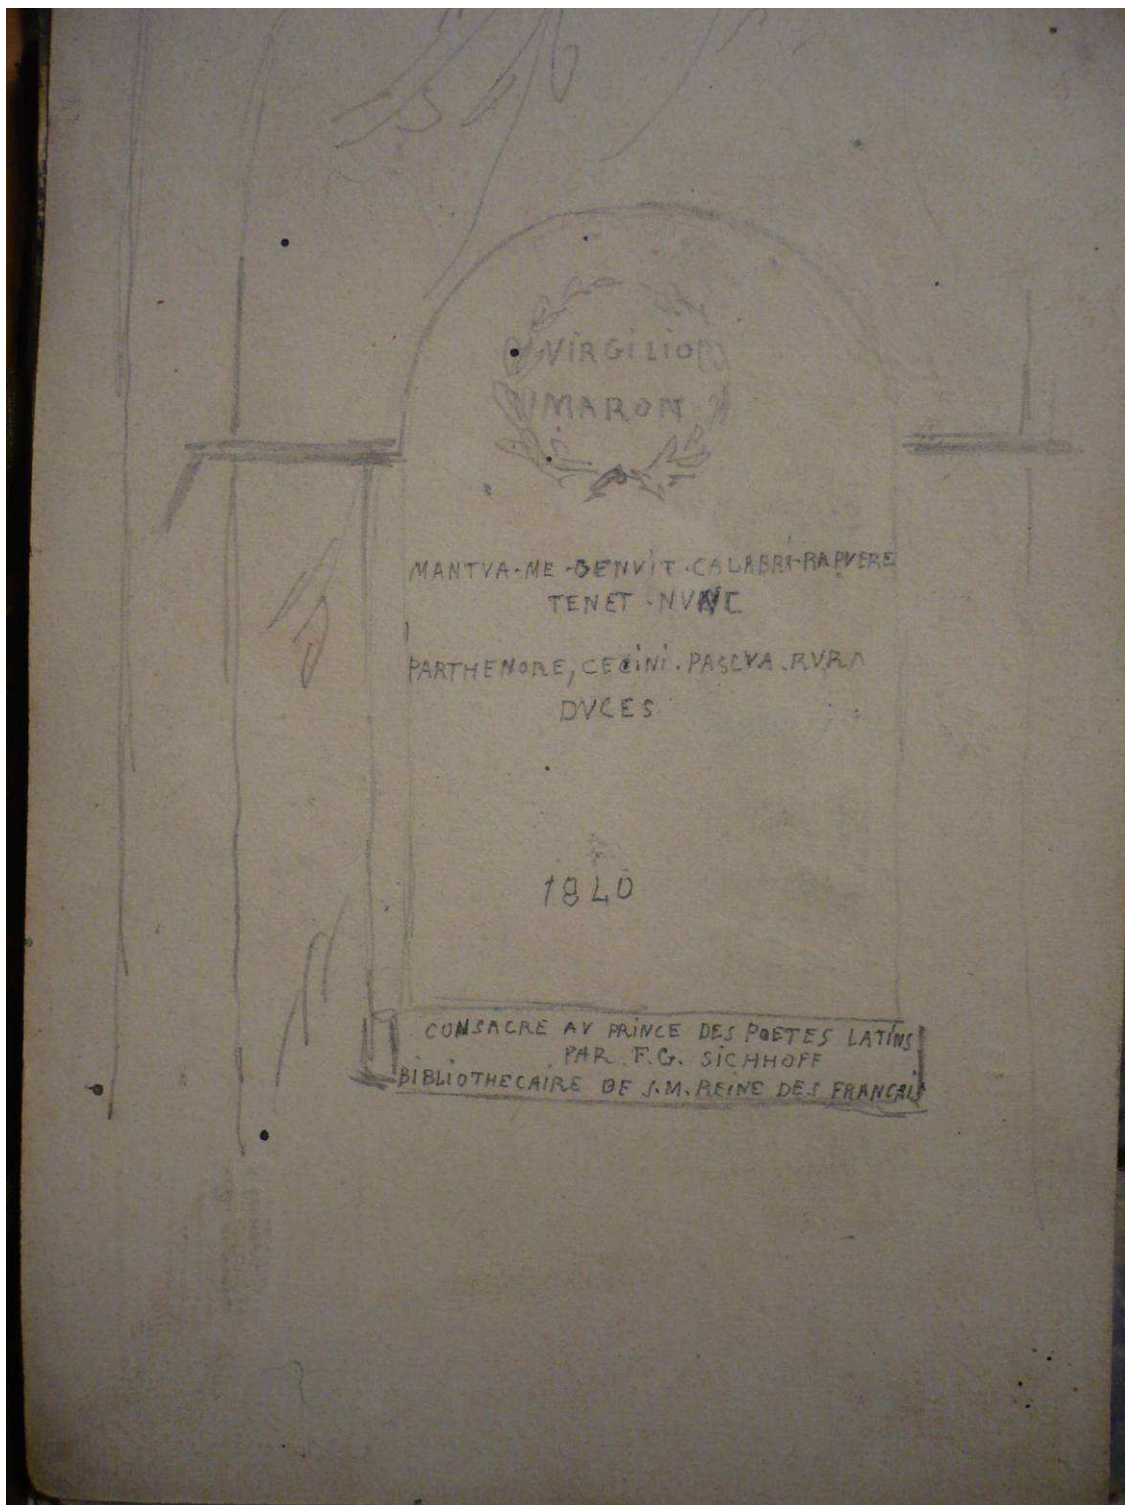 VIRGILIO
MARON
MANTVA·ME·GENVIT·CALABRI·RAPVERE
TENET·NVNC
PARTHENOPE, CECINI·PASCVA·RVRA
DVCES
1840
CONSACRE AV PRINCE DES POETES LATINS
PAR F.G. SICHHOFF
BIBLIOTHECAIRE DE S.M. REINE DES FRANCAIS